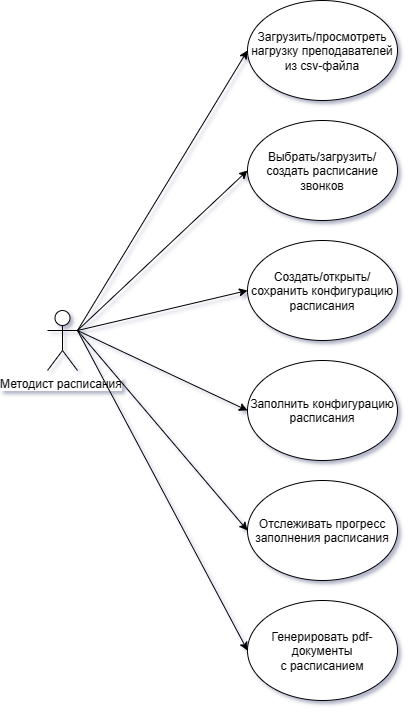 Загрузить/просмотреть
нагрузку преподавателей
из csv-файла
Выбрать/загрузить/
создать расписание
звонков
Создать/открыть/
сохранить конфигурацию
расписания
Методист расписания
Заполнить конфигурацию
расписания
Отслеживать прогресс
заполнения расписания
Генерировать pdf-
документы
с расписанием